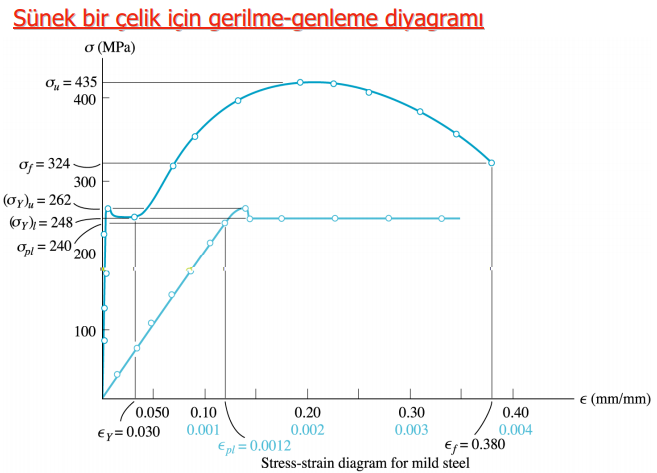 Sünek bir çelik için gerilme-genleme diyagramı
σ (MPa)
σu = 435
400
σf = 324
300
(σY)u = 262
(σY)l = 248
σpl = 240
200
100
ϵ (mm/mm)
0.050 0.10 0.20 0.30 0.40
0.001 0.002 0.003 0.004
ϵY = 0.030
ϵpl = 0.0012
ϵf = 0.380
Stress-strain diagram for mild steel